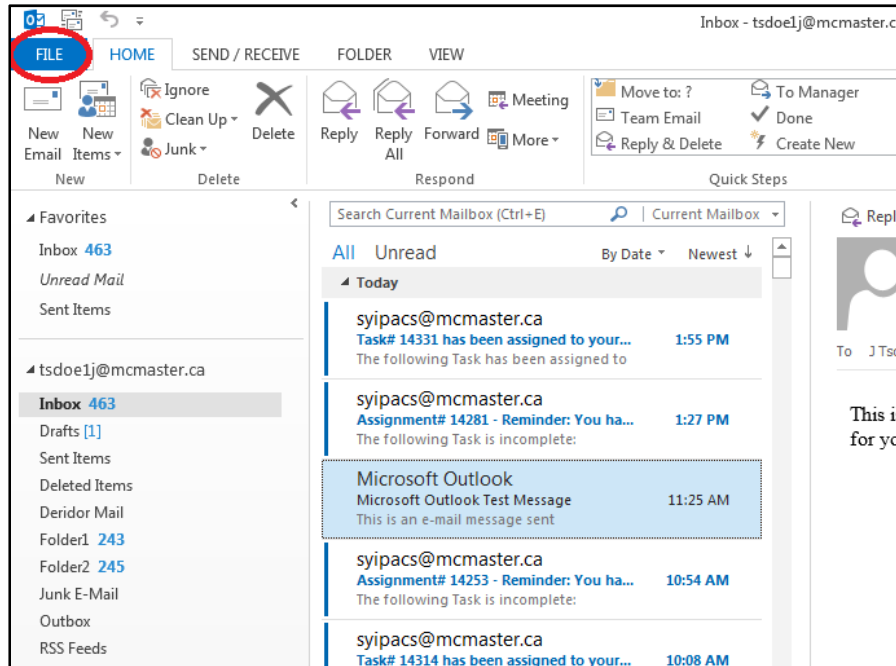 Inbox - tsdoe1j@mcmaster.c
FILE HOME SEND / RECEIVE FOLDER VIEW
New Email
New Items
Ignore
Clean Up
Junk
Delete
Reply
Reply All
Forward
Meeting
More
Move to: ?
Team Email
Reply & Delete
To Manager
Done
Create New
New Delete Respond Quick Steps
Favorites
Inbox 463
Unread Mail
Sent Items
tsdoe1j@mcmaster.ca
Inbox 463
Drafts [1]
Sent Items
Deleted Items
Deridor Mail
Folder1 243
Folder2 245
Junk E-Mail
Outbox
RSS Feeds
Search Current Mailbox (Ctrl+E) Current Mailbox
All Unread By Date Newest
Today
syipacs@mcmaster.ca
Task# 14331 has been assigned to your... 1:55 PM
The following Task has been assigned to
syipacs@mcmaster.ca
Assignment# 14281 - Reminder: You ha... 1:27 PM
The following Task is incomplete:
Microsoft Outlook
Microsoft Outlook Test Message 11:25 AM
This is an e-mail message sent
syipacs@mcmaster.ca
Assignment# 14253 - Reminder: You ha... 10:54 AM
The following Task is incomplete:
syipacs@mcmaster.ca
Task# 14314 has been assigned to your... 10:08 AM
Repl
To J Tsd
This i
for yo